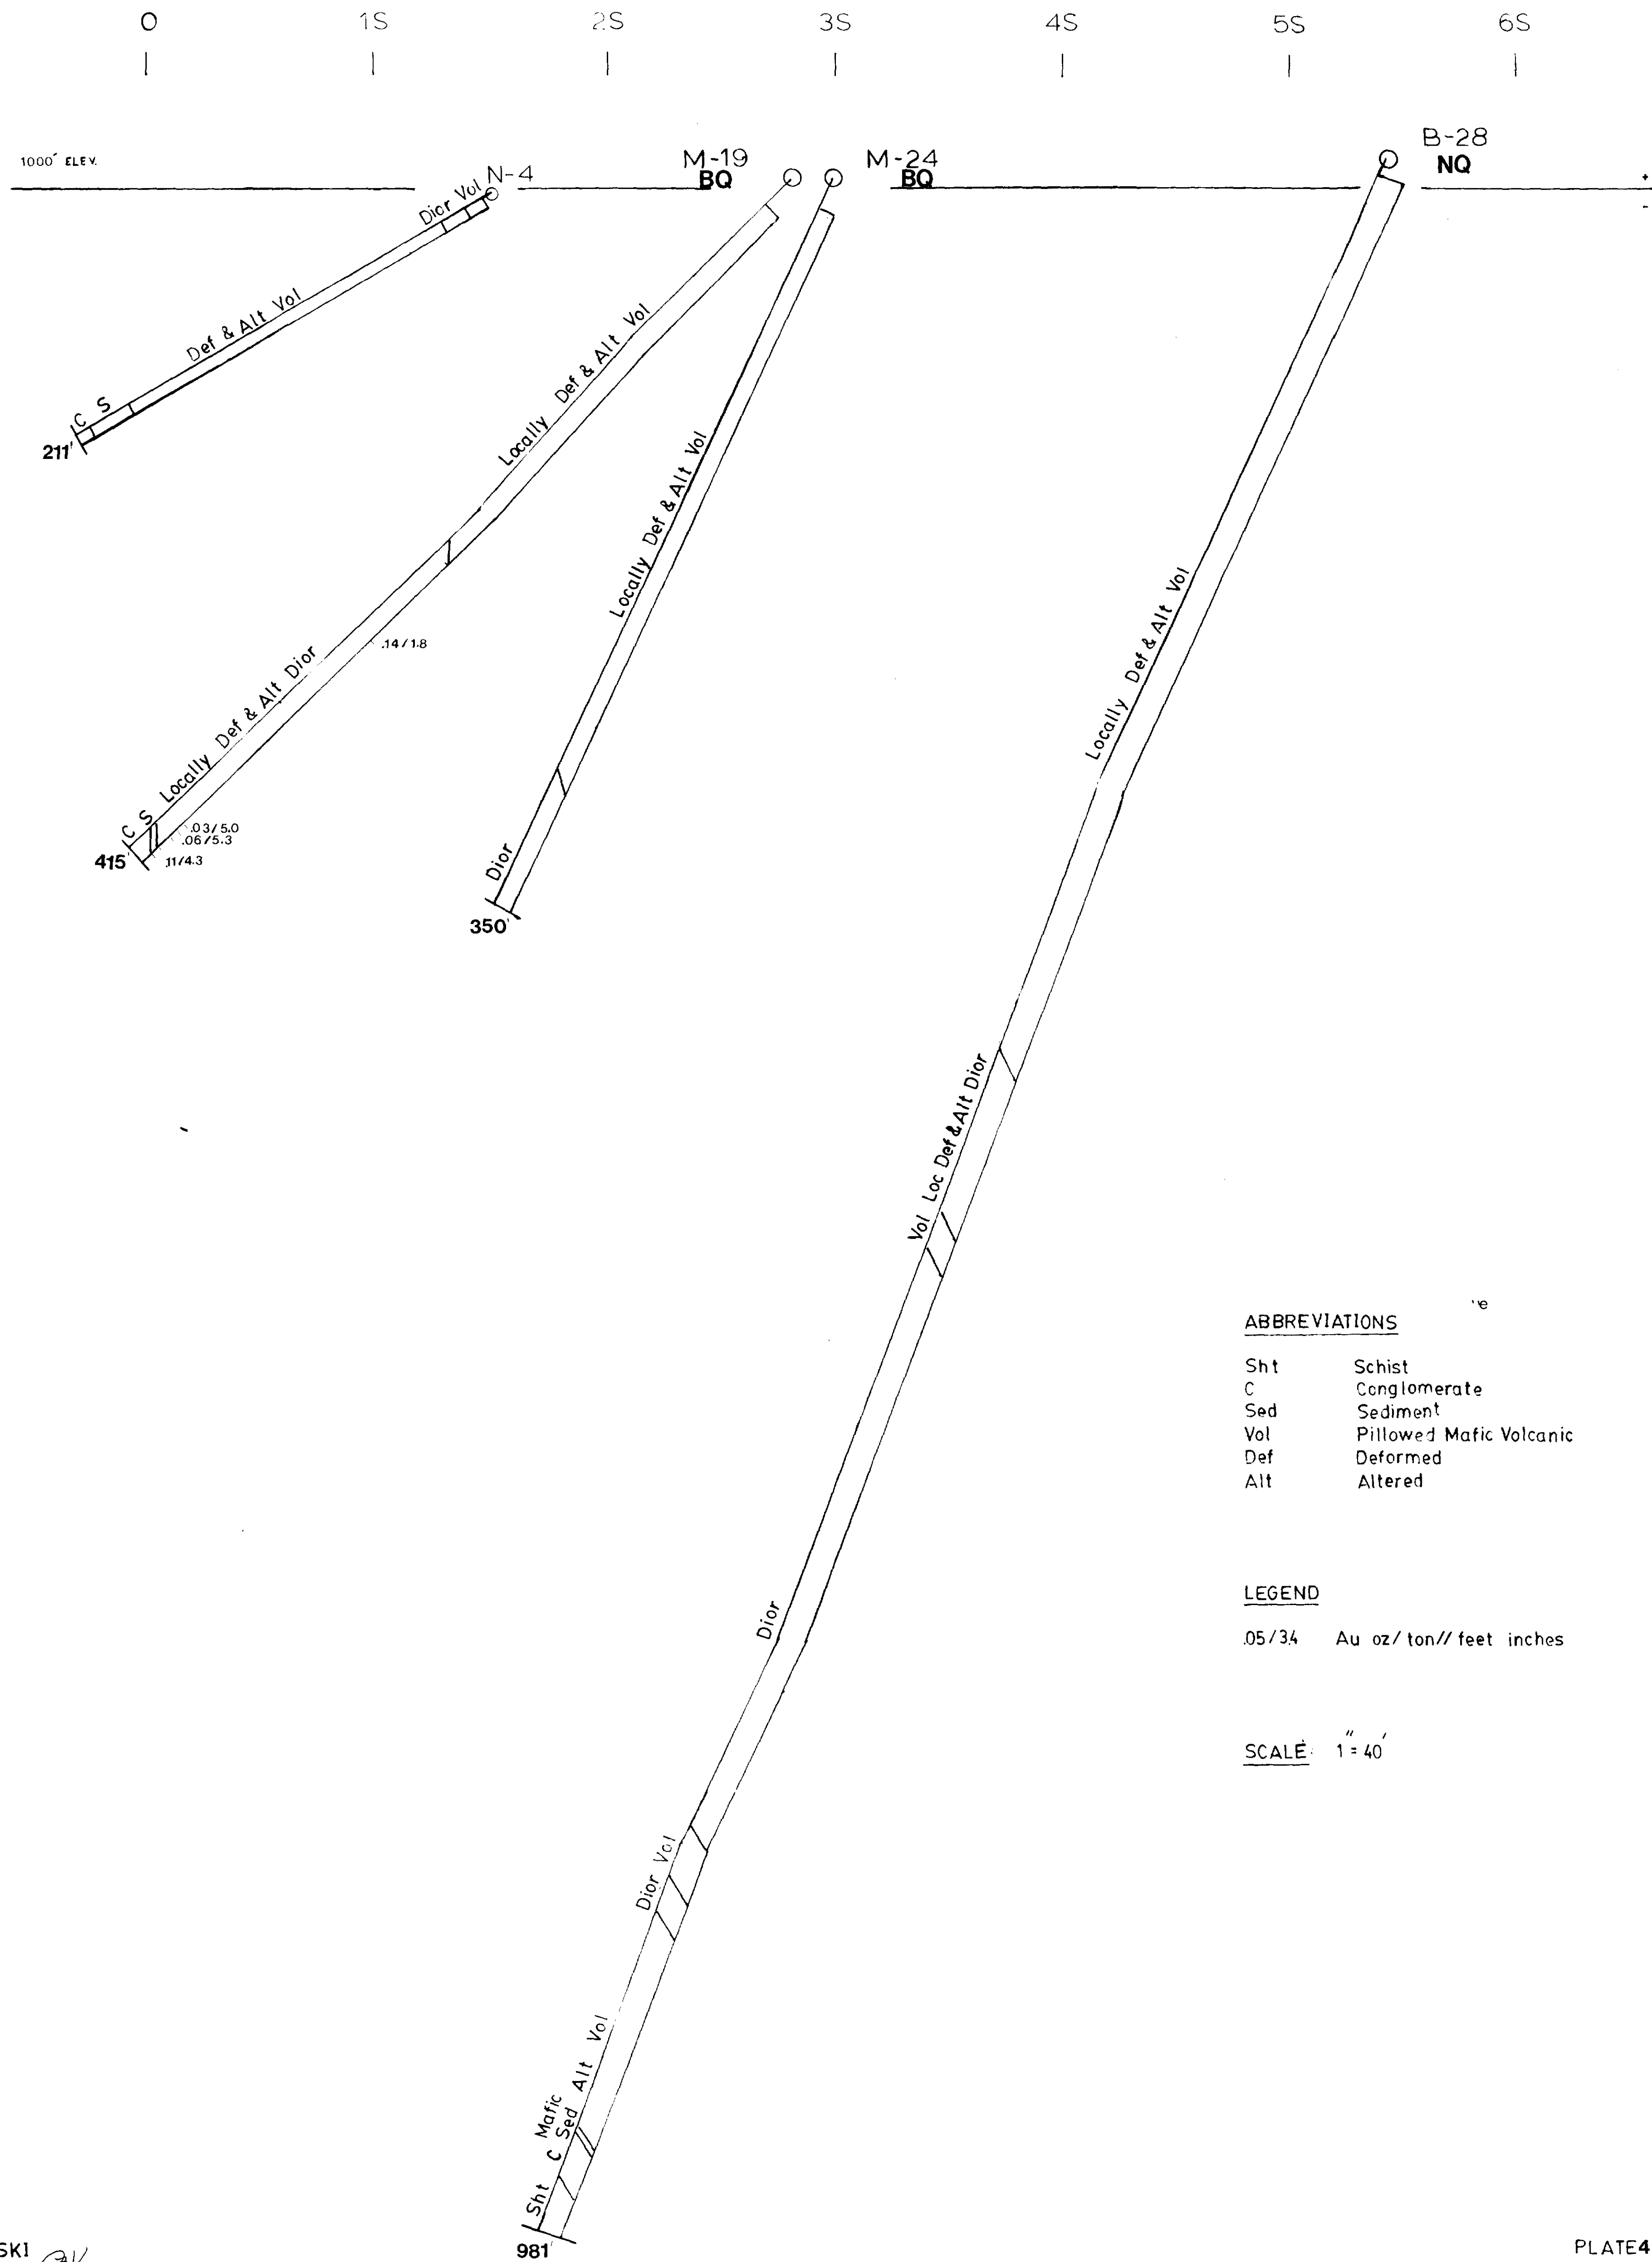 0 1S 2S 3S 4S 5S 6S
1000' ELEV.
N-4
M-19
BQ
M-24
BQ
B-28
NQ
+
-
Dior Vol
Def & Alt Vol
C S
211'
Locally Def & Alt Vol
.14/1.8
Locally Def & Alt Dior
C S
.03/5.0
.06/5.3
.11/4.3
415'
Locally Def & Alt Vol
Dior
350'
Locally Def & Alt Vol
Loc Def & Alt Dior
Vol
Dior
Dior Vol
Alt Vol
Mafic
Sed
C
Sht
981'
ABBREVIATIONS
Sht Schist
C Conglomerate
Sed Sediment
Vol Pillowed Mafic Volcanic
Def Deformed
Alt Altered
LEGEND
.05/3.4 Au oz/ton//feet inches
SCALE: 1" = 40'
SKI
PLATE 4